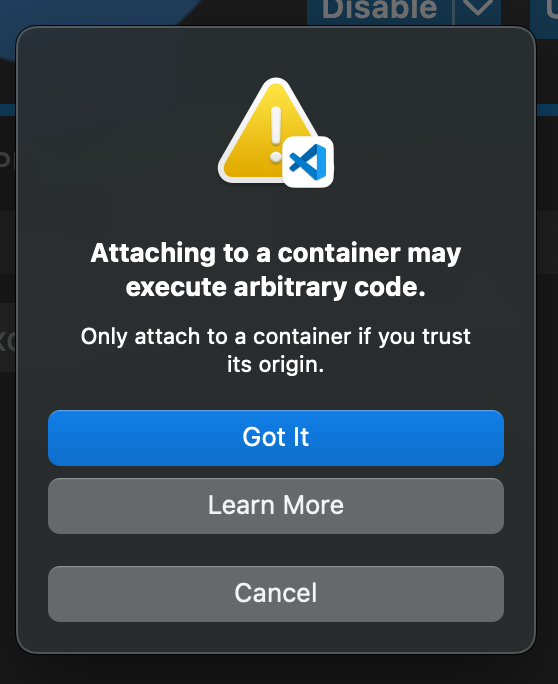 Disable
Attaching to a container may
execute arbitrary code.
Only attach to a container if you trust
its origin.
Got It
Learn More
Cancel